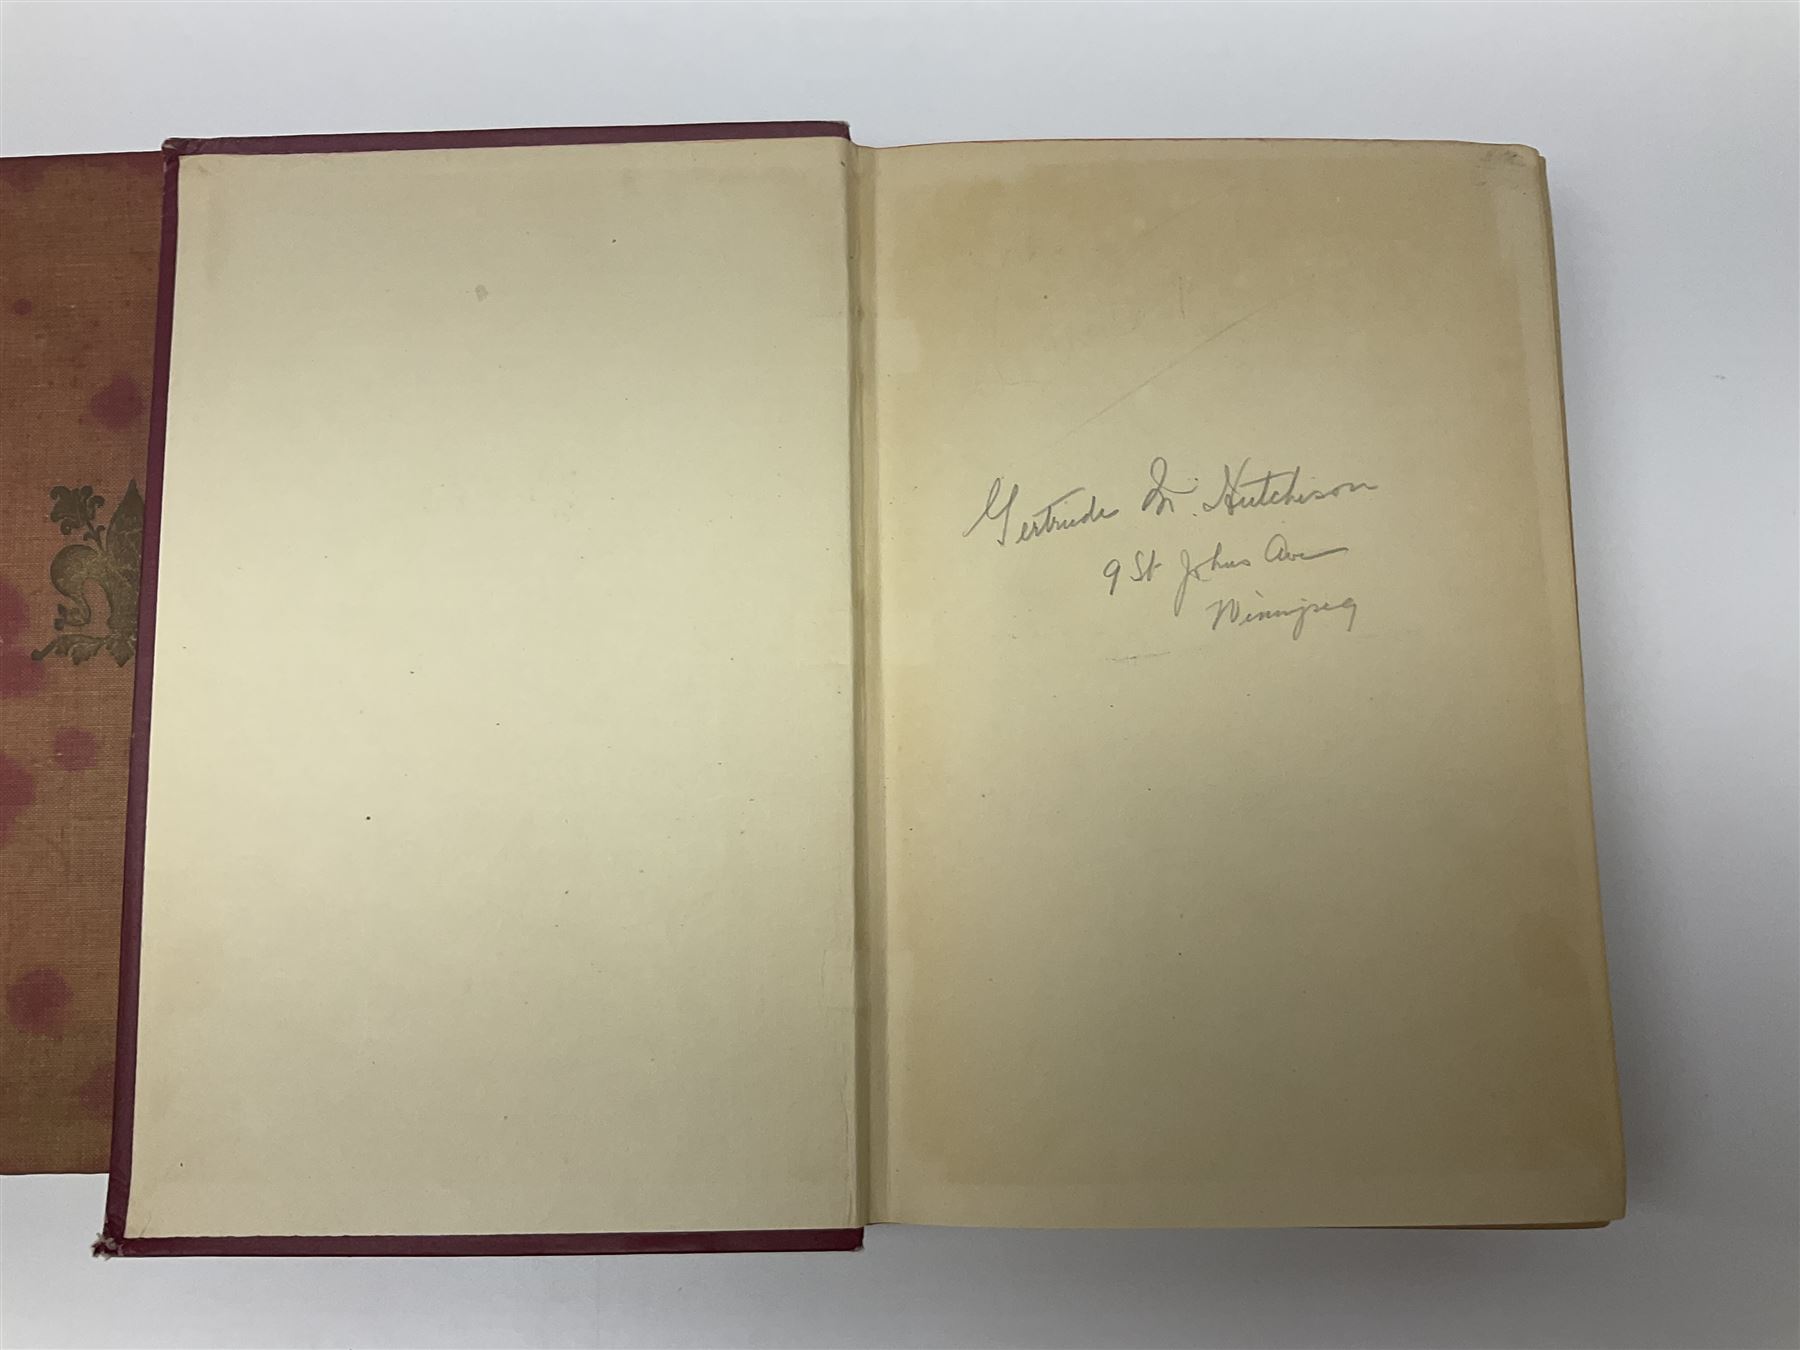 Gertrude M. Hutchison
9 St Johns Ave
Winnipeg